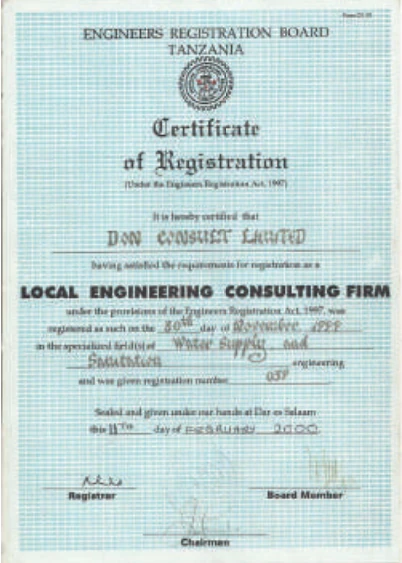 ENGINEERS REGISTRATION BOARD
TANZANIA
Certificate
of Registration
(Under the Engineers Registration Act, 1997)
It is hereby certified that
DON CONSULT LIMITED
having satisfied the requirements for registration as a
LOCAL ENGINEERING CONSULTING FIRM
under the provisions of the Engineers Registration Act, 1997, was
registered as such on the 30th day of November 1999
in the specialized field(s) of Water Supply and
Sanitation engineering
and was given registration number
Sealed and given under our hands at Dar es Salaam
this 11TH day of FEBRUARY 2000
Registrar
Board Member
Chairman